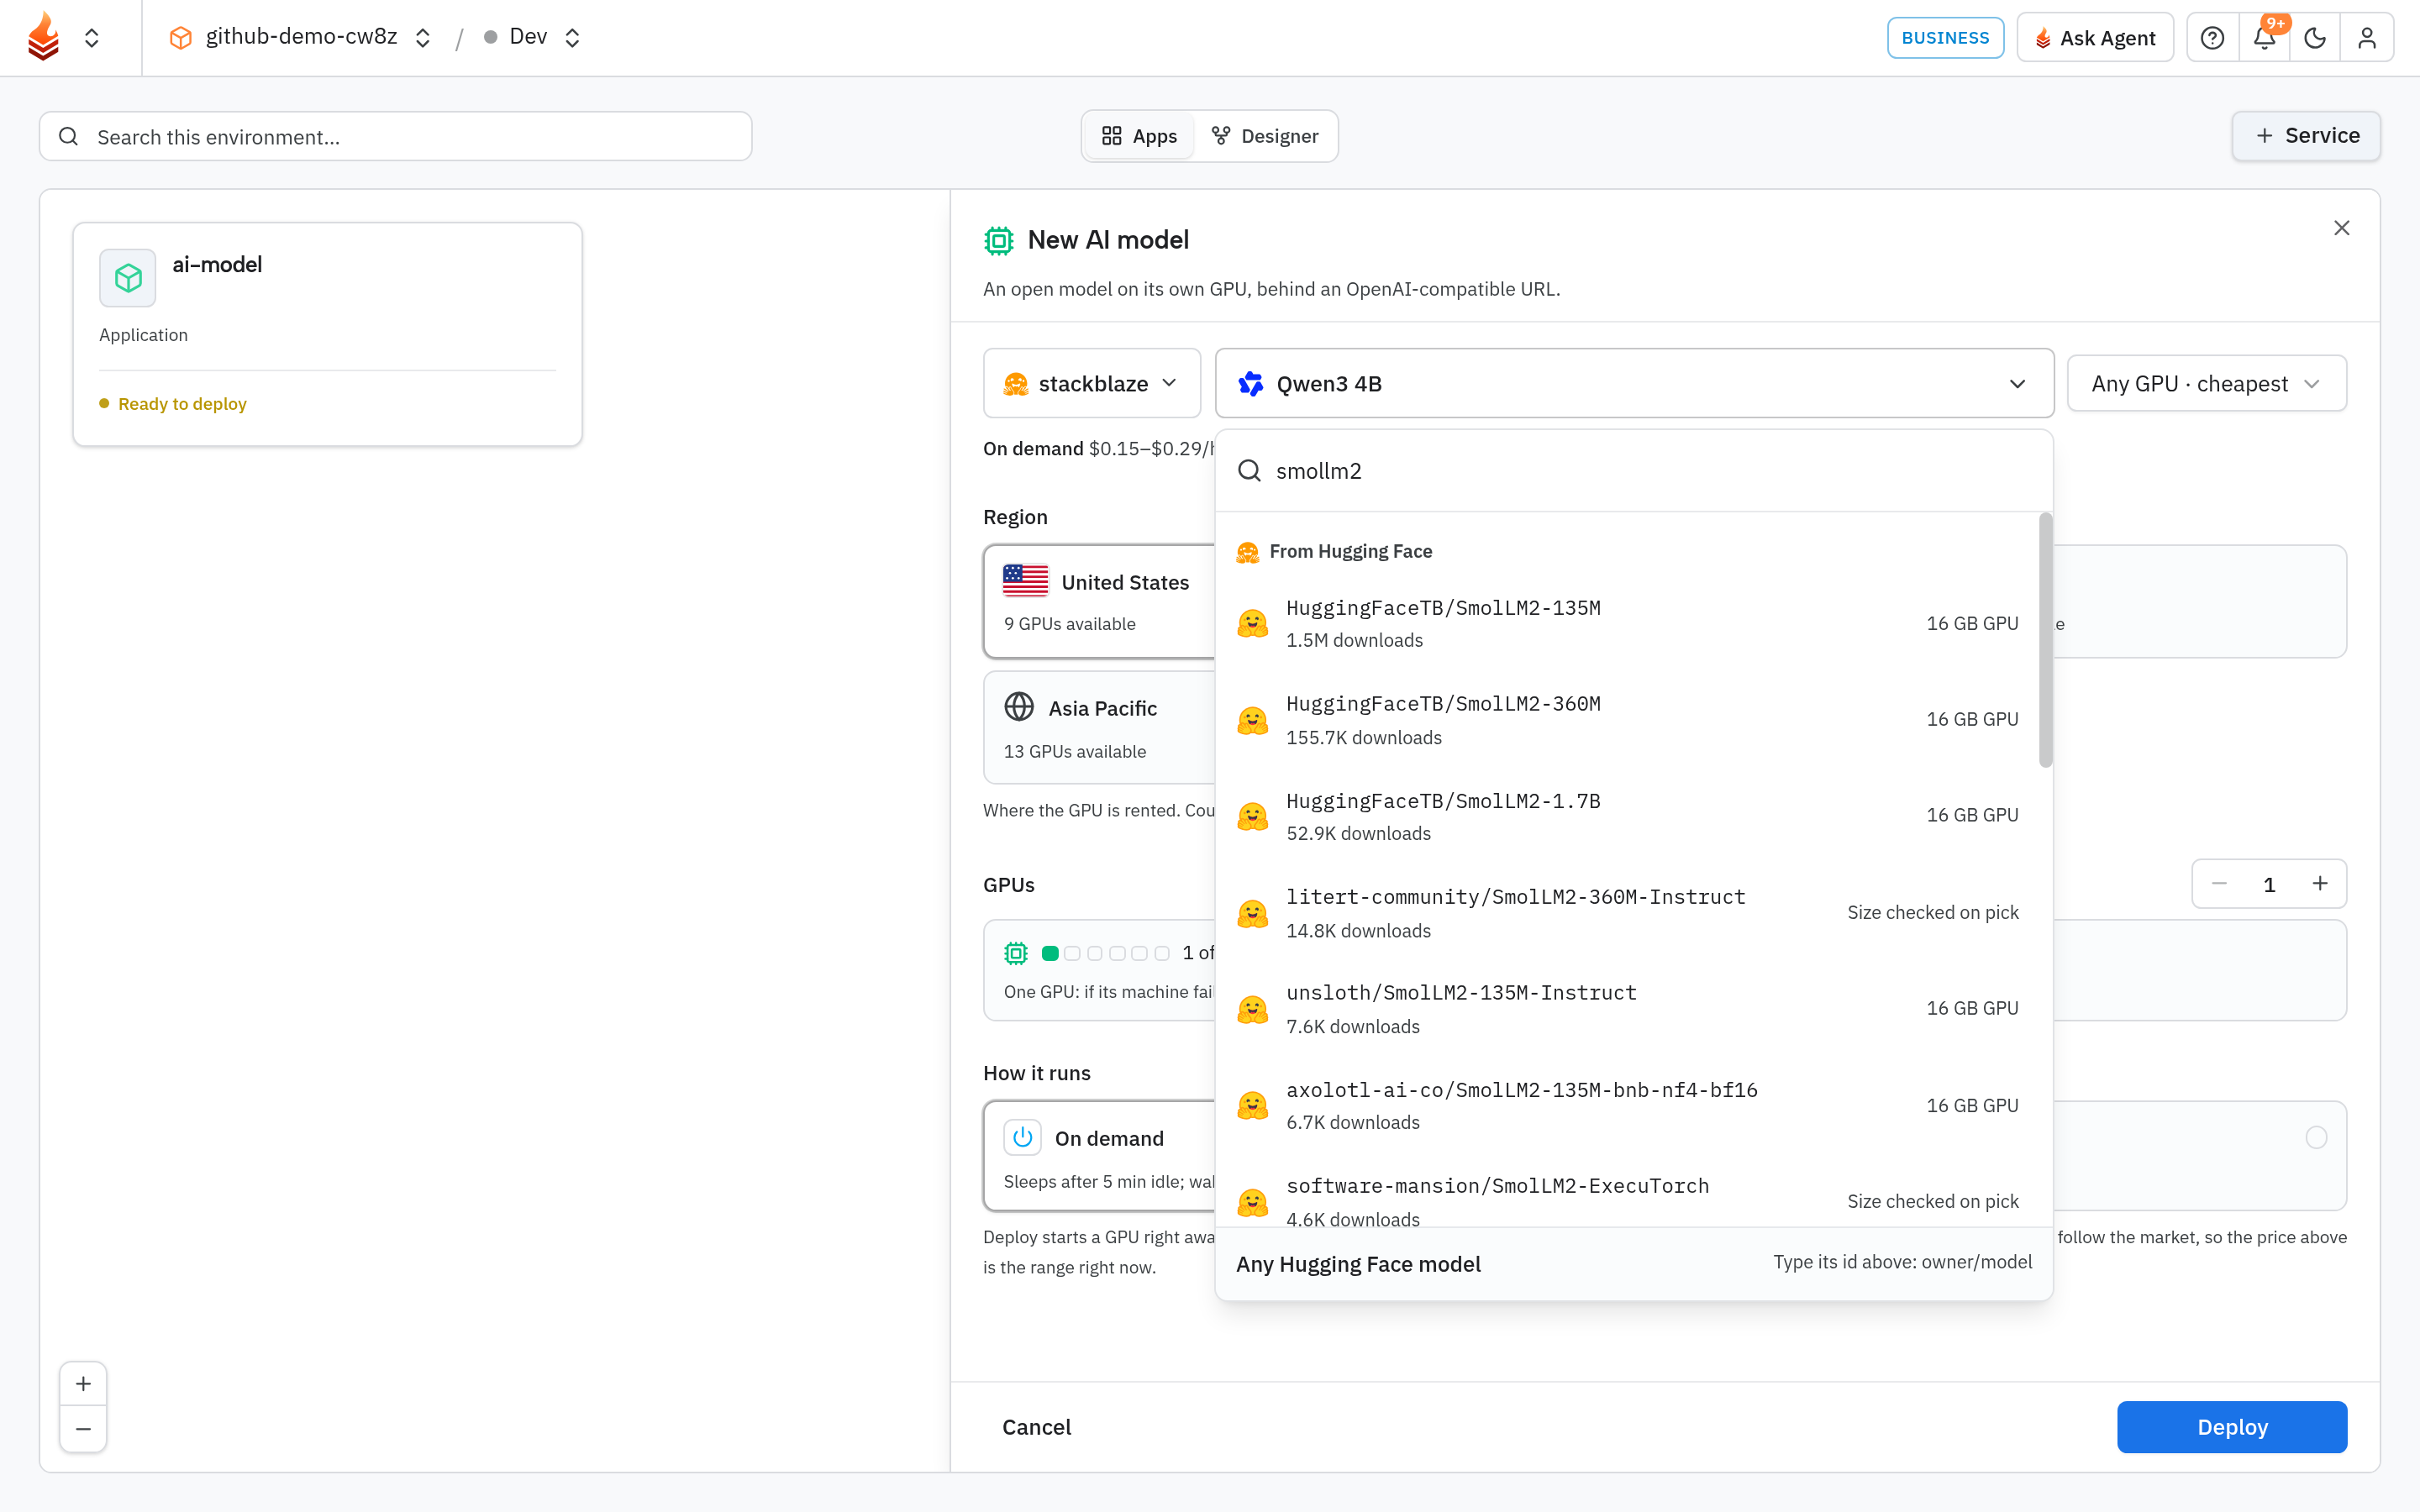 github-demo-cw8z / Dev
BUSINESS
Ask Agent
9+
Search this environment...
Apps
Designer
+ Service
ai-model
Application
Ready to deploy
New AI model
An open model on its own GPU, behind an OpenAI-compatible URL.
stackblaze
Qwen3 4B
Any GPU · cheapest
On demand $0.15–$0.29/
smollm2
From Hugging Face
HuggingFaceTB/SmolLM2-135M
1.5M downloads
16 GB GPU
HuggingFaceTB/SmolLM2-360M
155.7K downloads
16 GB GPU
HuggingFaceTB/SmolLM2-1.7B
52.9K downloads
16 GB GPU
litert-community/SmolLM2-360M-Instruct
14.8K downloads
Size checked on pick
unsloth/SmolLM2-135M-Instruct
7.6K downloads
16 GB GPU
axolotl-ai-co/SmolLM2-135M-bnb-nf4-bf16
6.7K downloads
16 GB GPU
software-mansion/SmolLM2-ExecuTorch
4.6K downloads
Size checked on pick
Any Hugging Face model
Type its id above: owner/model
Region
United States
9 GPUs available
Asia Pacific
13 GPUs available
Where the GPU is rented.
GPUs
1
1 of
One GPU: if its machine
How it runs
On demand
Sleeps after 5 min idle;
Deploy starts a GPU right
follow the market, so the price above
is the range right now.
Cancel
Deploy